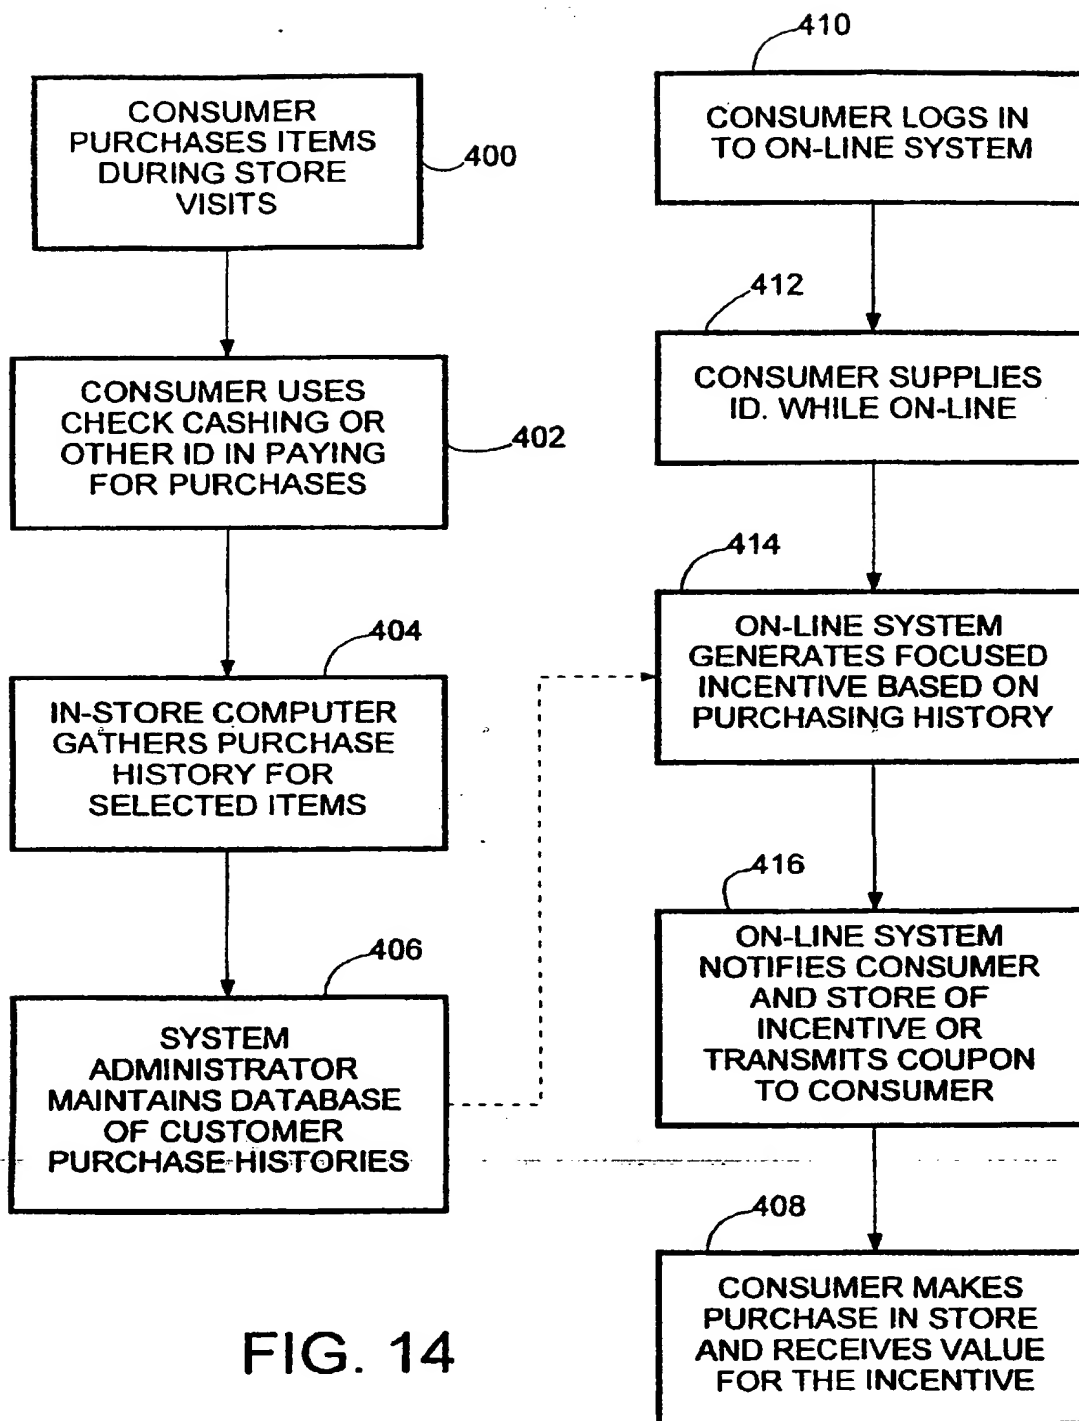 CONSUMER
PURCHASES ITEMS
DURING STORE
VISITS
400
CONSUMER USES
CHECK CASHING OR
OTHER ID IN PAYING
FOR PURCHASES
402
404
IN-STORE COMPUTER
GATHERS PURCHASE
HISTORY FOR
SELECTED ITEMS
406
SYSTEM
ADMINISTRATOR
MAINTAINS DATABASE
OF CUSTOMER
PURCHASE HISTORIES
410
CONSUMER LOGS IN
TO ON-LINE SYSTEM
412
CONSUMER SUPPLIES
ID. WHILE ON-LINE
414
ON-LINE SYSTEM
GENERATES FOCUSED
INCENTIVE BASED ON
PURCHASING HISTORY
416
ON-LINE SYSTEM
NOTIFIES CONSUMER
AND STORE OF
INCENTIVE OR
TRANSMITS COUPON
TO CONSUMER
408
CONSUMER MAKES
PURCHASE IN STORE
AND RECEIVES VALUE
FOR THE INCENTIVE
FIG. 14